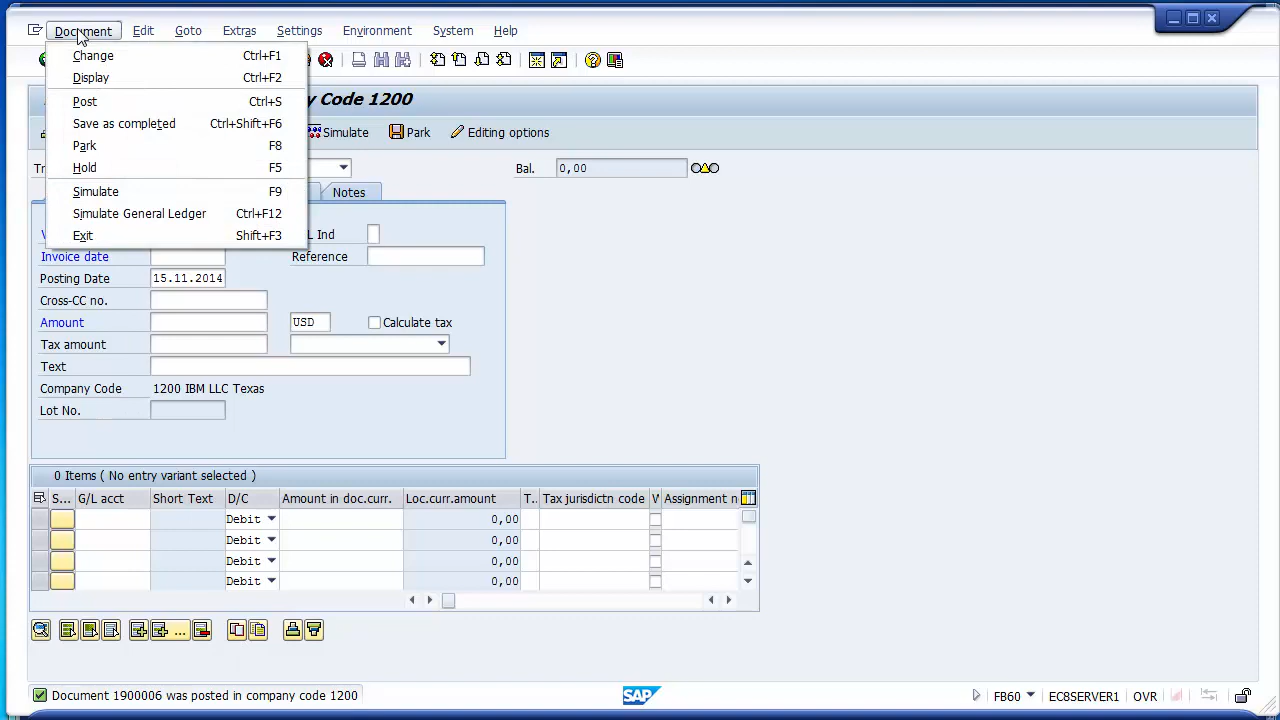 Document Edit Goto Extras Settings Environment System Help
Change Ctrl+F1
Display Ctrl+F2
Post Ctrl+S
Save as completed Ctrl+Shift+F6
Park F8
Hold F5
Simulate F9
Simulate General Ledger Ctrl+F12
Exit Shift+F3
y Code 1200
Simulate Park Editing options
Tr Bal. 0,00
Notes
L Ind
Invoice date Reference
Posting Date 15.11.2014
Cross-CC no.
Amount USD Calculate tax
Tax amount
Text
Company Code 1200 IBM LLC Texas
Lot No.
0 Items ( No entry variant selected )
S... G/L acct Short Text D/C Amount in doc.curr. Loc.curr.amount T.. Tax jurisdictn code V Assignment n
Debit 0,00
Debit 0,00
Debit 0,00
Debit 0,00
...
Document 1900006 was posted in company code 1200 SAP FB60 EC8SERVER1 OVR